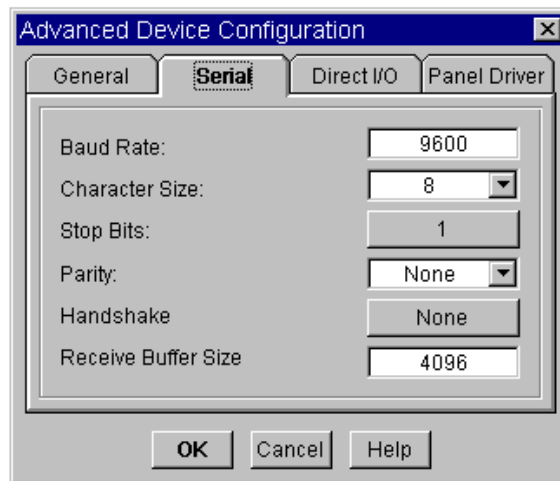 Advanced Device Configuration
General Serial Direct I/O Panel Driver
Baud Rate: 9600
Character Size: 8
Stop Bits: 1
Parity: None
Handshake None
Receive Buffer Size 4096
OK Cancel Help